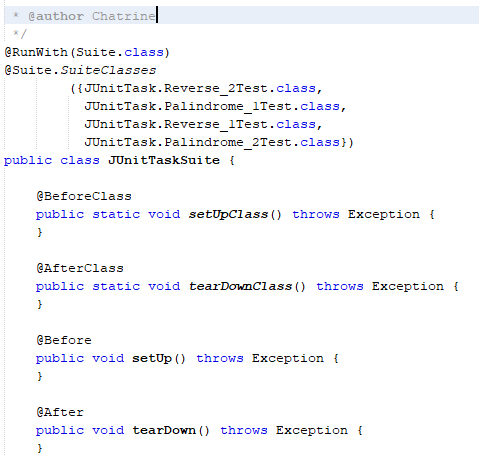 * @author Chatrine
*/
@RunWith(Suite.class)
@Suite.SuiteClasses
({JUnitTask.Reverse_2Test.class,
JUnitTask.Palindrome_1Test.class,
JUnitTask.Reverse_1Test.class,
JUnitTask.Palindrome_2Test.class})
public class JUnitTaskSuite {
@BeforeClass
public static void setUpClass() throws Exception {
}
@AfterClass
public static void tearDownClass() throws Exception {
}
@Before
public void setUp() throws Exception {
}
@After
public void tearDown() throws Exception {
}